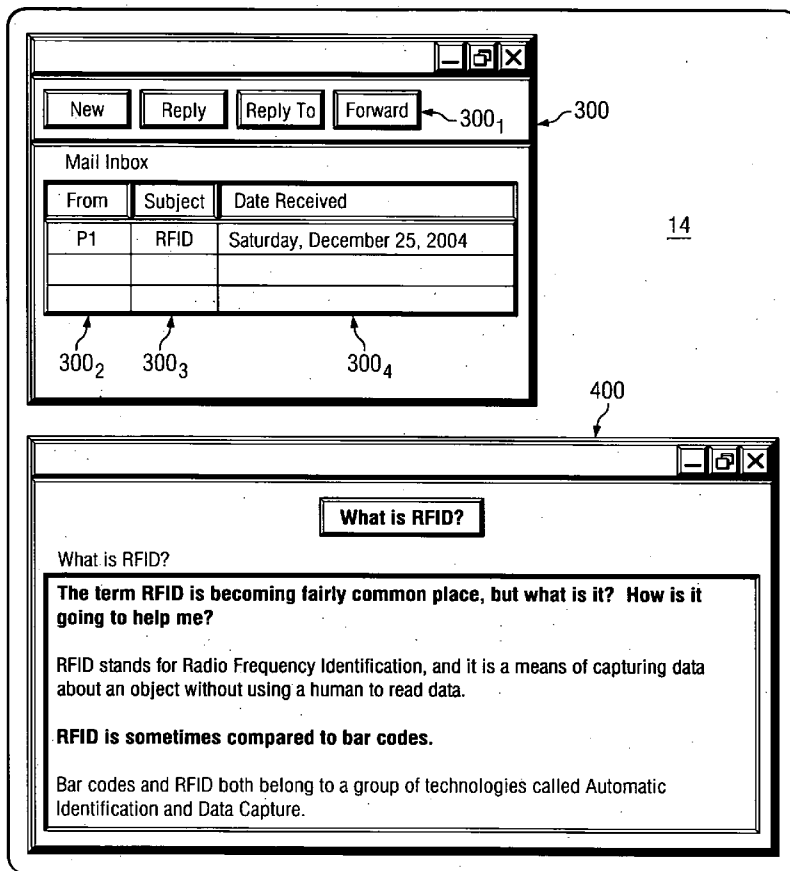 New Reply Reply To Forward 300₁ 300
Mail Inbox
From Subject Date Received
P1 RFID Saturday, December 25, 2004
14
300₂ 300₃ 300₄
400
What is RFID?
What is RFID?
The term RFID is becoming fairly common place, but what is it? How is it
going to help me?
RFID stands for Radio Frequency Identification, and it is a means of capturing data
about an object without using a human to read data.
RFID is sometimes compared to bar codes.
Bar codes and RFID both belong to a group of technologies called Automatic
Identification and Data Capture.